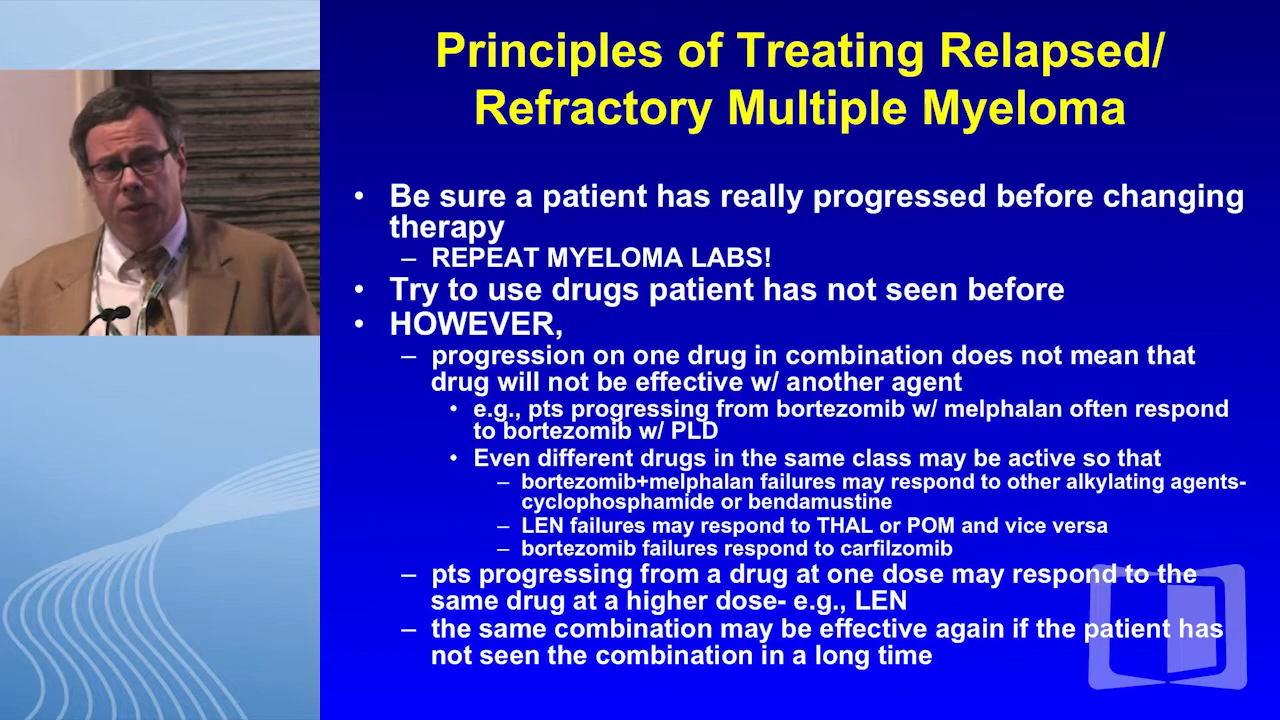 Principles of Treating Relapsed/
Refractory Multiple Myeloma
• Be sure a patient has really progressed before changing
therapy
– REPEAT MYELOMA LABS!
• Try to use drugs patient has not seen before
• HOWEVER,
– progression on one drug in combination does not mean that
drug will not be effective w/ another agent
• e.g., pts progressing from bortezomib w/ melphalan often respond
to bortezomib w/ PLD
• Even different drugs in the same class may be active so that
– bortezomib+melphalan failures may respond to other alkylating agents-
cyclophosphamide or bendamustine
– LEN failures may respond to THAL or POM and vice versa
– bortezomib failures respond to carfilzomib
– pts progressing from a drug at one dose may respond to the
same drug at a higher dose- e.g., LEN
– the same combination may be effective again if the patient has
not seen the combination in a long time